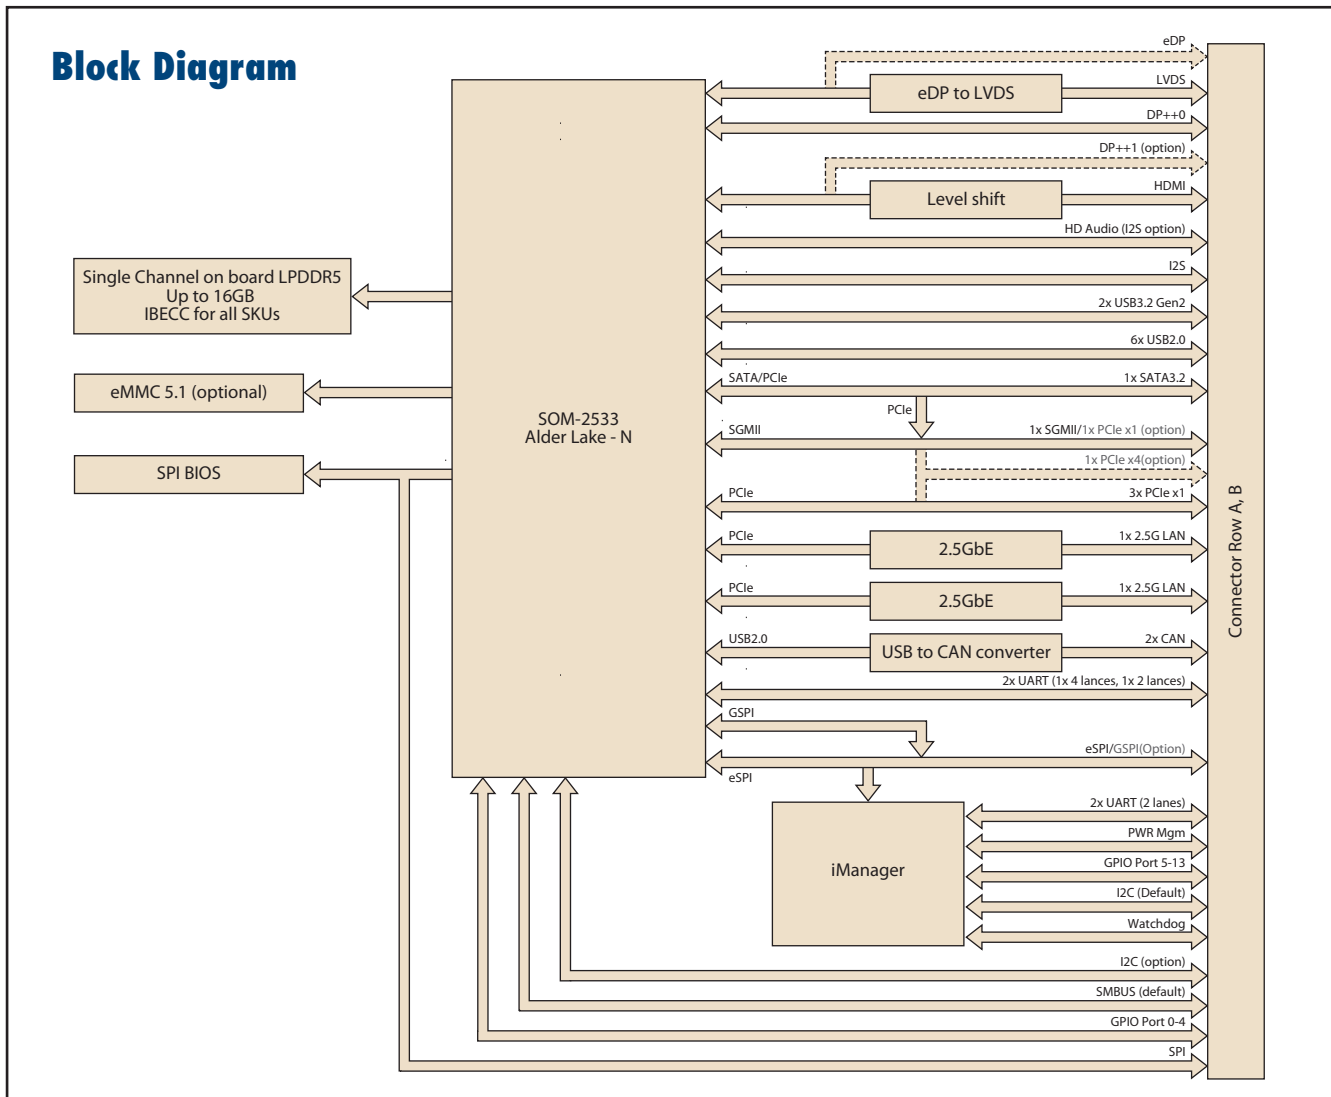 Block Diagram
eDP
eDP to LVDS
LVDS
DP++0
DP++1 (option)
Level shift
HDMI
HD Audio (I2S option)
I2S
2x USB3.2 Gen2
6x USB2.0
SATA/PCIe
1x SATA3.2
PCIe
SGMII
1x SGMII/1x PCIe x1 (option)
1x PCIe x4(option)
PCIe
3x PCIe x1
PCIe
2.5GbE
1x 2.5G LAN
PCIe
2.5GbE
1x 2.5G LAN
USB2.0
USB to CAN converter
2x CAN
2x UART (1x 4 lances, 1x 2 lances)
GSPI
eSPI/GSPI(Option)
eSPI
Single Channel on board LPDDR5
Up to 16GB
IBECC for all SKUs
eMMC 5.1 (optional)
SPI BIOS
SOM-2533
Alder Lake - N
Connector Row A, B
iManager
2x UART (2 lanes)
PWR Mgm
GPIO Port 5-13
I2C (Default)
Watchdog
I2C (option)
SMBUS (default)
GPIO Port 0-4
SPI